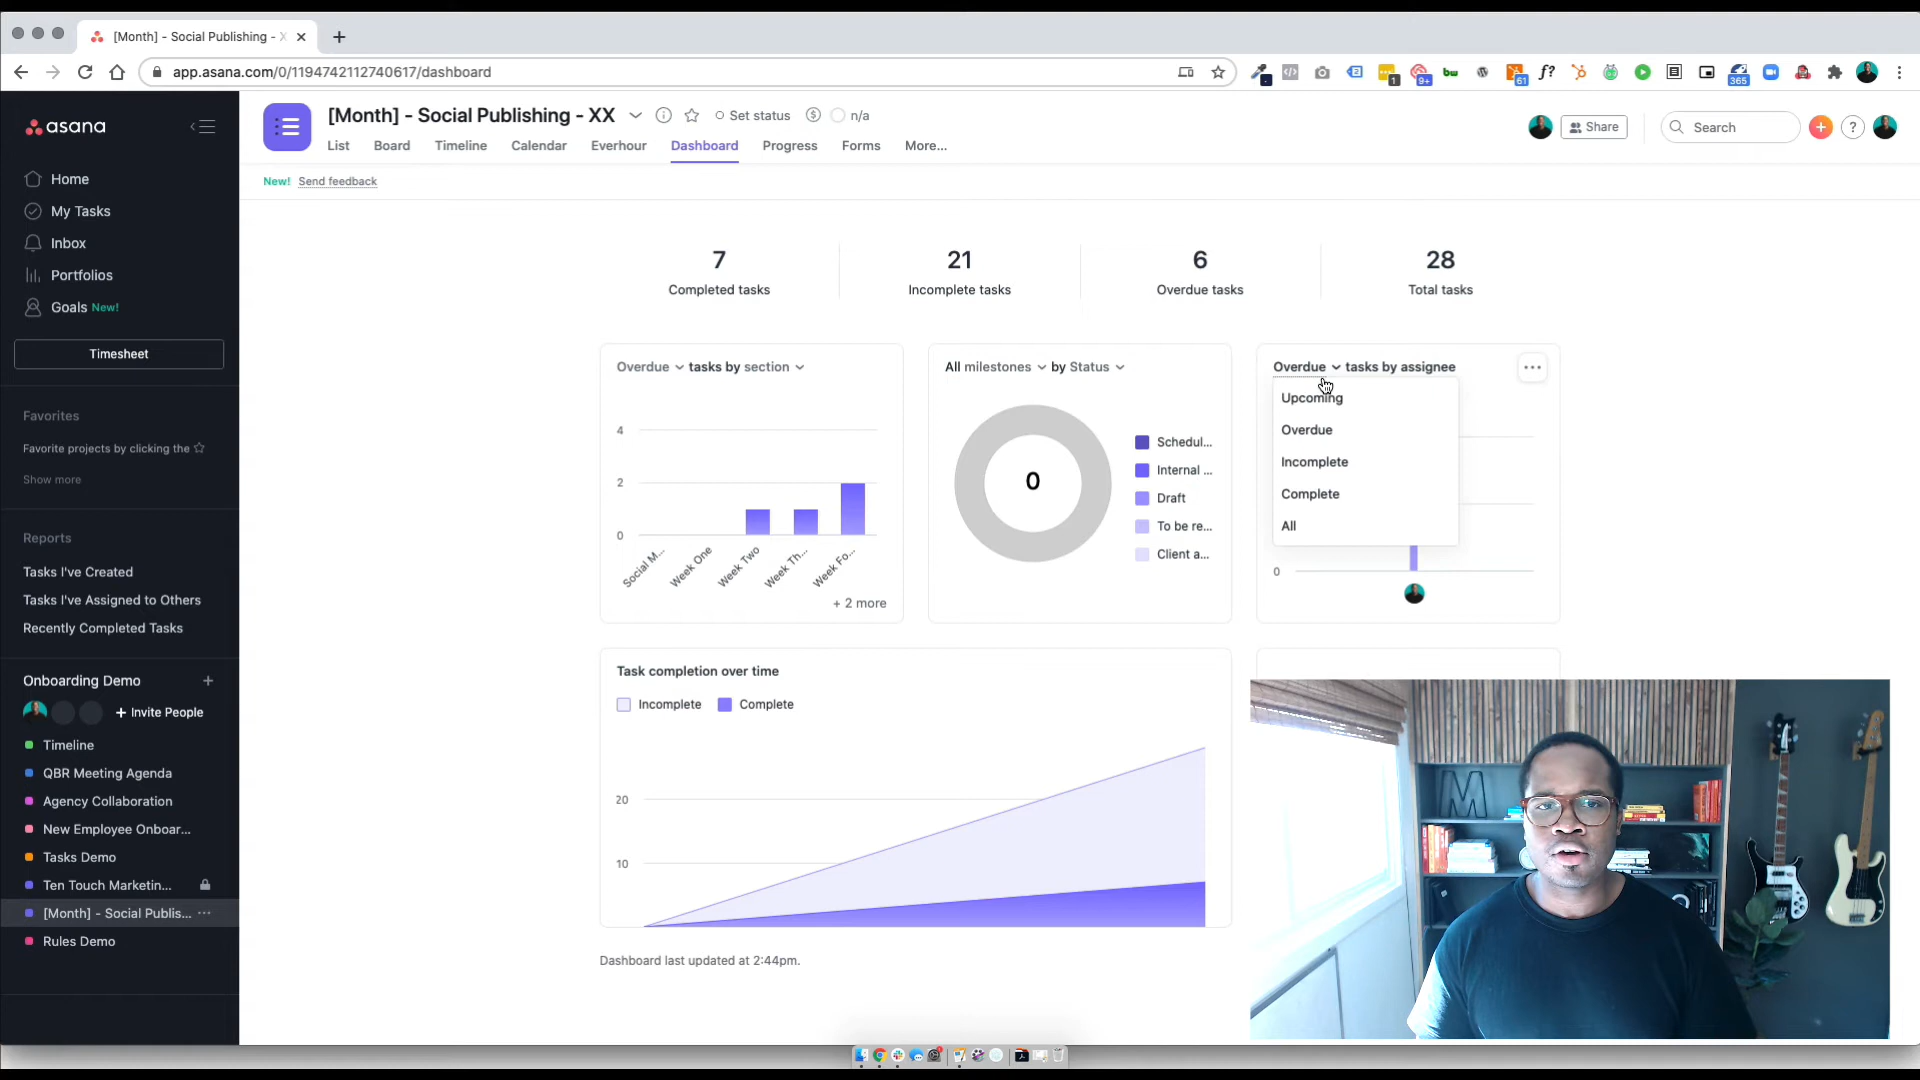 [Month] - Social Publishing - X
app.asana.com/0/1194742112740617/dashboard
1
9+
bw
61
f?
365
asana
[Month] - Social Publishing - XX
Set status
n/a
Share
Search
List
Board
Timeline
Calendar
Everhour
Dashboard
Progress
Forms
More...
New! Send feedback
Home
My Tasks
Inbox
Portfolios
Goals New!
Timesheet
Favorites
Favorite projects by clicking the
Show more
Reports
Tasks I've Created
Tasks I've Assigned to Others
Recently Completed Tasks
Onboarding Demo
+ Invite People
Timeline
QBR Meeting Agenda
Agency Collaboration
New Employee Onboar...
Tasks Demo
Ten Touch Marketin...
[Month] - Social Publis...
Rules Demo
7
Completed tasks
21
Incomplete tasks
6
Overdue tasks
28
Total tasks
Overdue tasks by section
4
2
0
Social M...
Week One
Week Two
Week Th...
Week Fo...
+ 2 more
All milestones by Status
0
Schedul...
Internal ...
Draft
To be re...
Client a...
Overdue tasks by assignee
Upcoming
Overdue
Incomplete
Complete
All
0
Task completion over time
Incomplete
Complete
20
10
Dashboard last updated at 2:44pm.